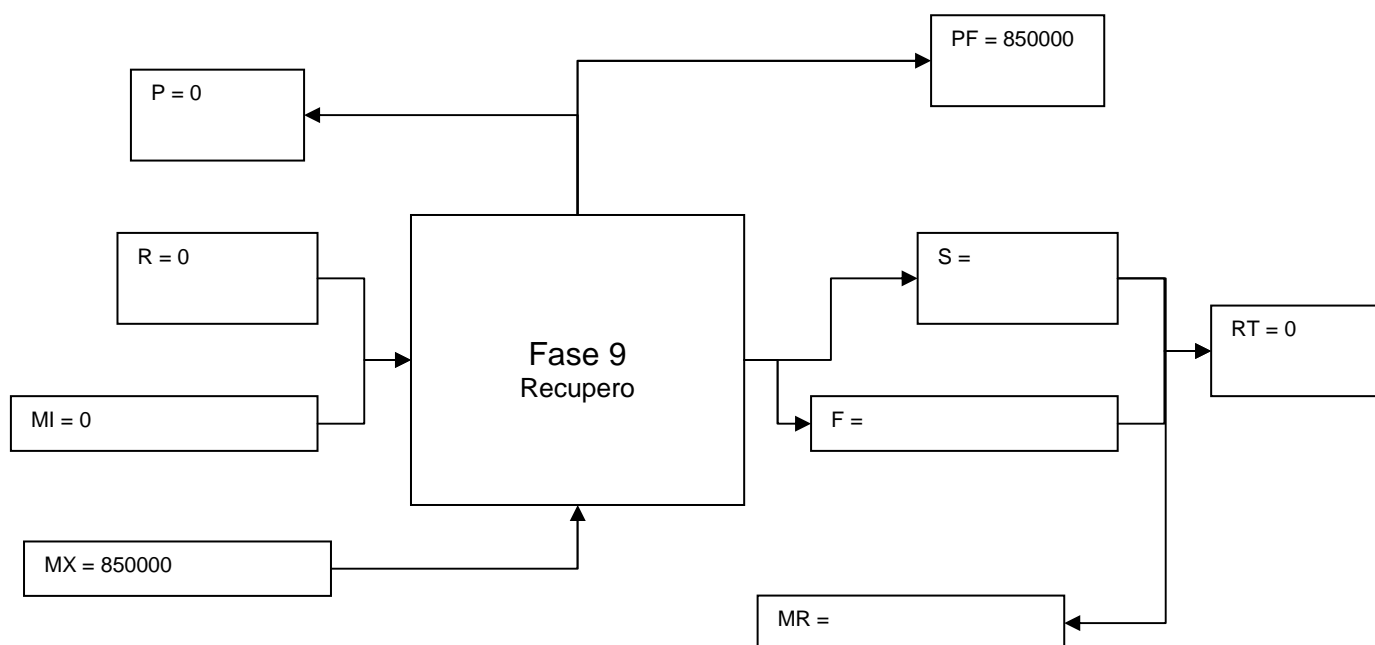 PF = 850000
P = 0
R = 0
S =
RT = 0
Fase 9
Recupero
MI = 0
F =
MX = 850000
MR =